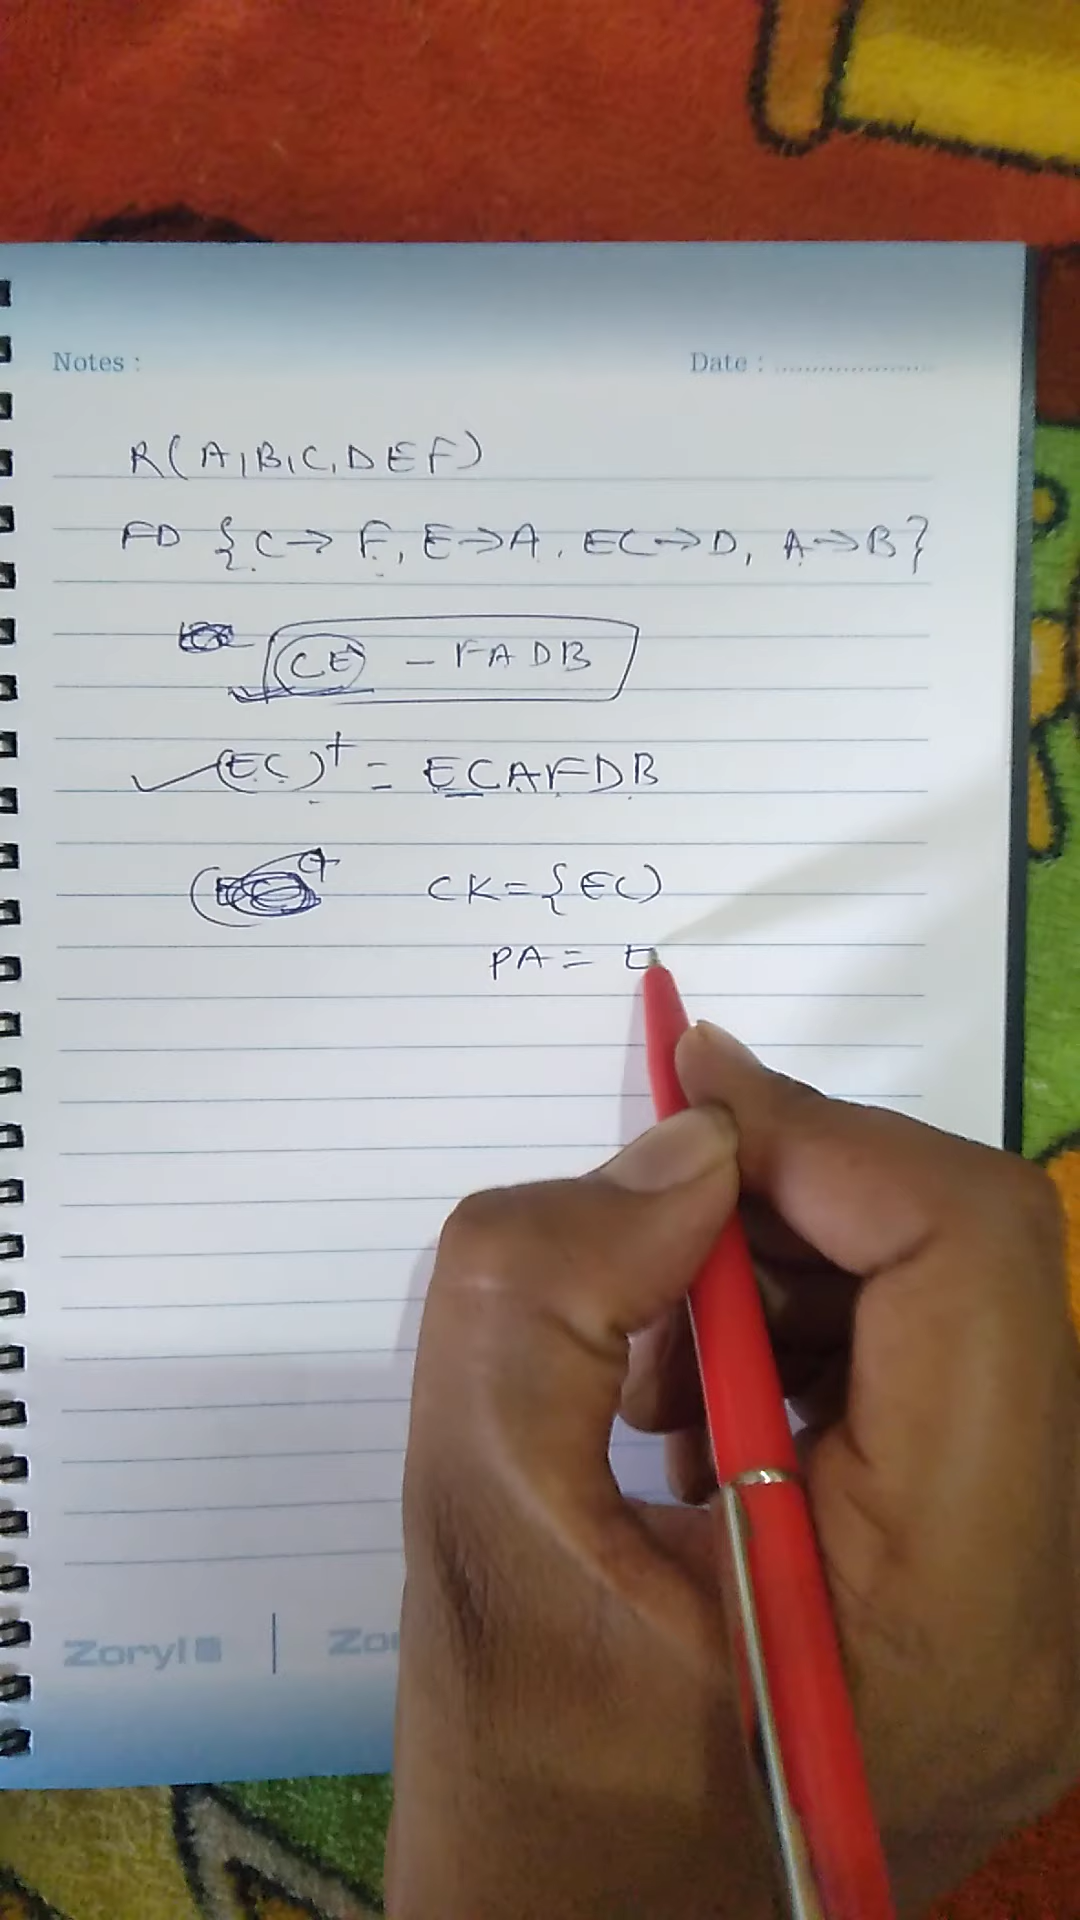 Notes :
Date : ......................
R(A,B,C,DEF)
FD {C→F, E→A, EC→D, A→B}
CE - FADB
(EC)+ = ECAFDB
CK={EC)
PA= E
Zoryl